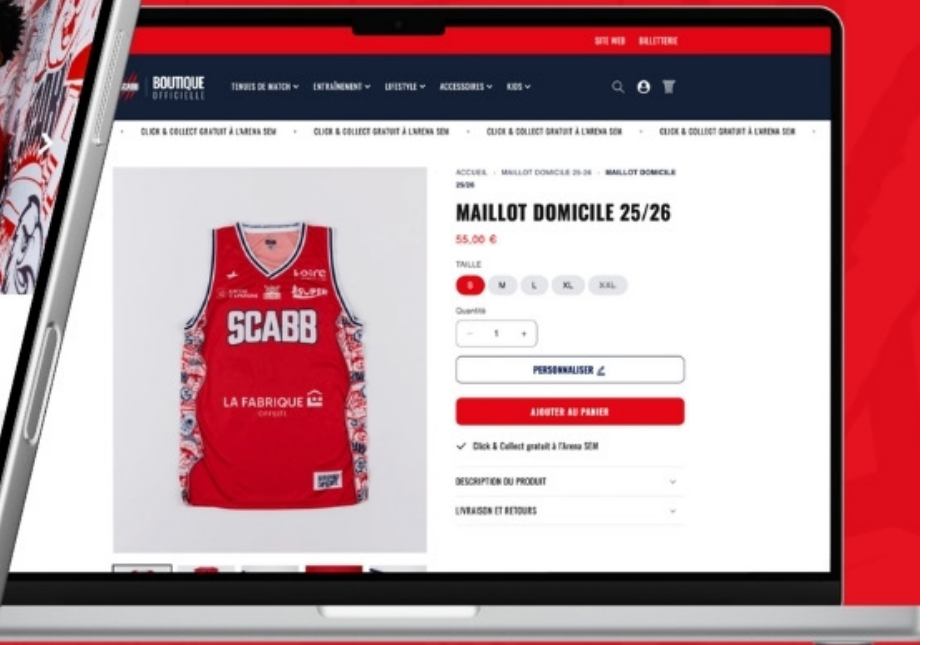 SITE WEB BILLETTERIE
SCABB BOUTIQUE OFFICIELLE TENUES DE MATCH ENTRAÎNEMENT LIFESTYLE ACCESSOIRES KIDS
CLICK & COLLECT GRATUIT À L'ARENA SEM · CLICK & COLLECT GRATUIT À L'ARENA SEM · CLICK & COLLECT GRATUIT À L'ARENA SEM · CLICK & COLLECT GRATUIT À L'ARENA SEM
ACCUEIL · MAILLOT DOMICILE 25-26 · MAILLOT DOMICILE
25/26
MAILLOT DOMICILE 25/26
55,00 €
TAILLE
S M L XL XXL
Quantité
- 1 +
PERSONNALISER
AJOUTER AU PANIER
Click & Collect gratuit à l'Arena SEM
DESCRIPTION DU PRODUIT
LIVRAISON ET RETOURS
Loire
SCABB
LA FABRIQUE